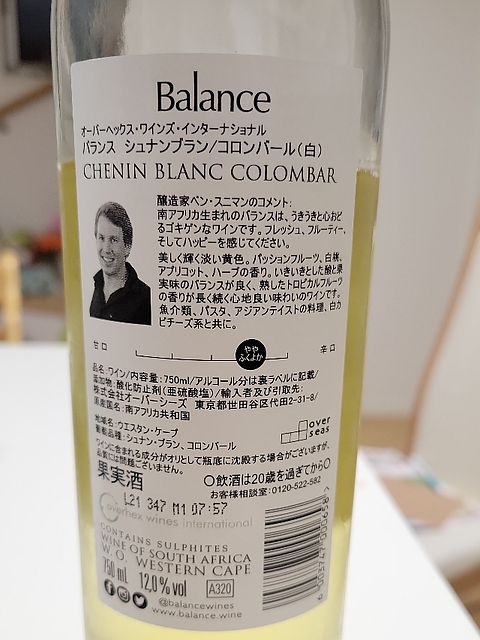 Balance
オーバーヘックス・ワインズ・インターナショナル
バランス シュナンブラン/コロンバール(白)
CHENIN BLANC COLOMBAR
醸造家ベン・スニマンのコメント:
南アフリカ生まれのバランスは、うきうきと心おど
るゴキゲンなワインです。フレッシュ、フルーティー、
そしてハッピーを感じてください。
美しく輝く淡い黄色。パッションフルーツ、白桃、
アプリコット、ハーブの香り。いきいきとした酸と果
実味のバランスが良く、熟したトロピカルフルーツ
の香りが長く続く心地良い味わいのワインです。
魚介類、パスタ、アジアンテイストの料理、白カ
ビチーズ系と共に。
甘口 やや ふくよか 辛口
品名:ワイン/内容量:750ml/アルコール分は裏ラベルに記載/
添加物:酸化防止剤(亜硫酸塩)/輸入者及び引取先:
株式会社オーバーシーズ 東京都世田谷区代田2-31-8/
原産国名:南アフリカ共和国
地域名:ウエスタン・ケープ
葡萄品種:シュナン・ブラン、コロンバール
over seas
ワインに含まれる成分がオリとして瓶底に沈殿する場合がございますが、
品質には問題ございません。
果実酒
〇飲酒は20歳を過ぎてから〇
お客様相談室:0120-522-582
L21 347 M1 07:57
overhex wines international
CONTAINS SULPHITES
WINE OF SOUTH AFRICA
W.O. WESTERN CAPE
750 mL 12,0% vol A320
@balancewines
www.balance.wine